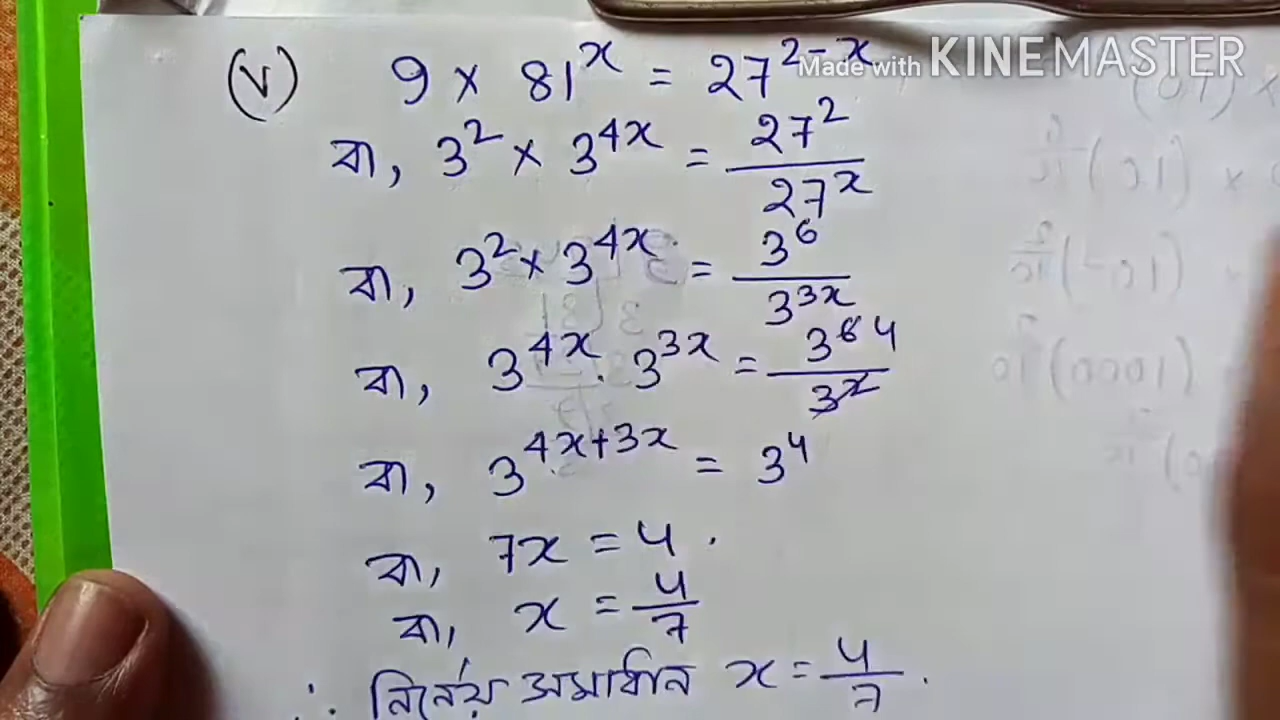 (v) 9 × 81^x = 27^(2-x)
Made with KINEMASTER
বা, 3^2 × 3^(4x) = 27^2 / 27^x
বা, 3^2 × 3^(4x) = 3^6 / 3^(3x)
বা, 3^(4x) . 3^(3x) = 3^(6 4) / 3^2
বা, 3^(4x+3x) = 3^4
বা, 7x = 4 .
বা, x = 4/7
∴ নির্নেয় সমাধান x = 4/7 .